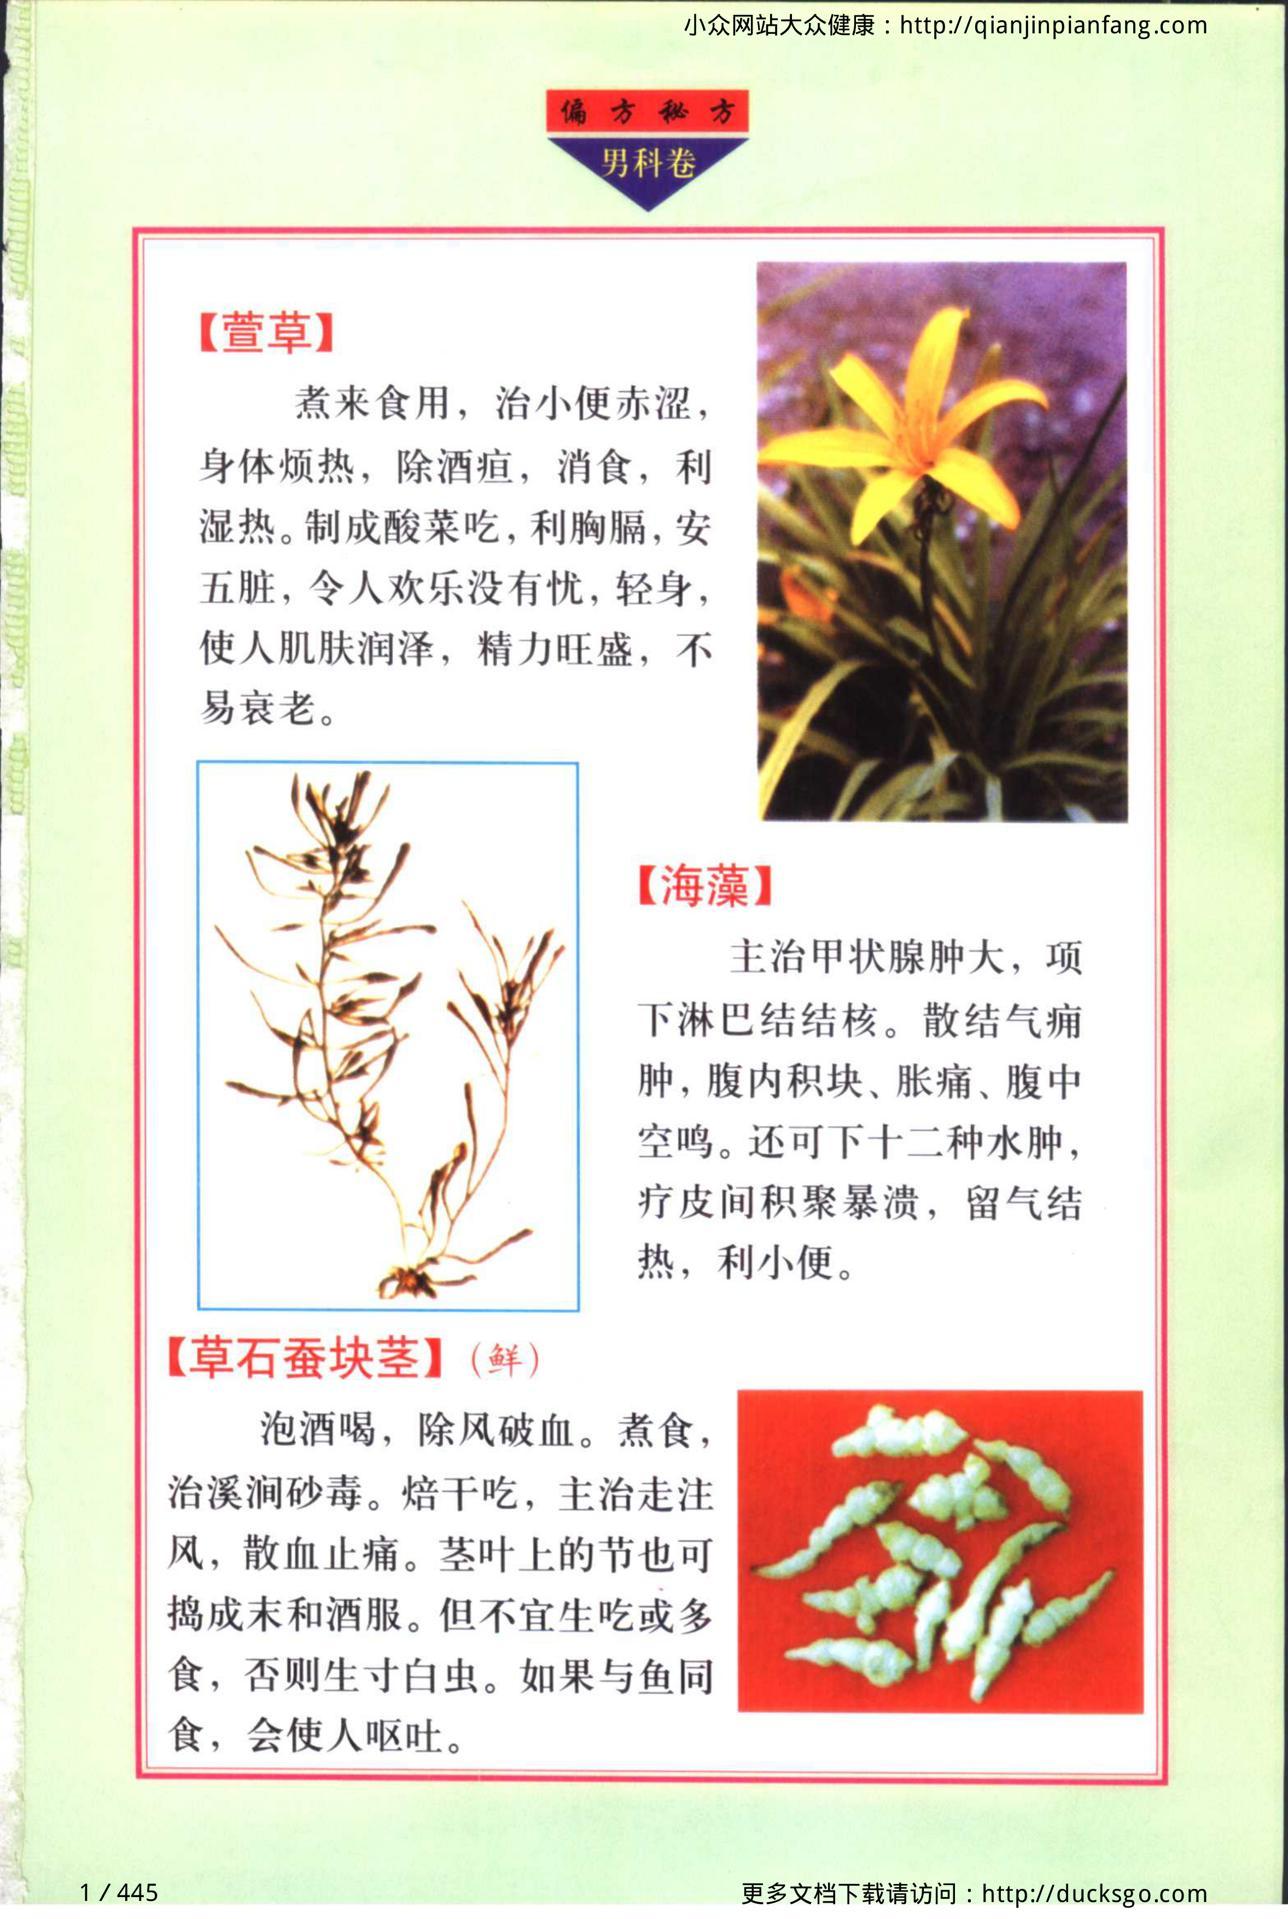 小众网站大众健康：http://qianjinpianfang.com
偏方秘方
男科卷
【萱草】
煮来食用，治小便赤涩，
身体烦热，除酒疸，消食，利
湿热。制成酸菜吃，利胸膈，安
五脏，令人欢乐没有忧，轻身，
使人肌肤润泽，精力旺盛，不
易衰老。
【海藻】
主治甲状腺肿大，项
下淋巴结结核。散结气痈
肿，腹内积块、胀痛、腹中
空鸣。还可下十二种水肿，
疗皮间积聚暴溃，留气结
热，利小便。
【草石蚕块茎】（鲜）
泡酒喝，除风破血。煮食，
治溪涧砂毒。焙干吃，主治走注
风，散血止痛。茎叶上的节也可
捣成末和酒服。但不宜生吃或多
食，否则生寸白虫。如果与鱼同
食，会使人呕吐。
1 / 445
更多文档下载请访问：http://ducksgo.com